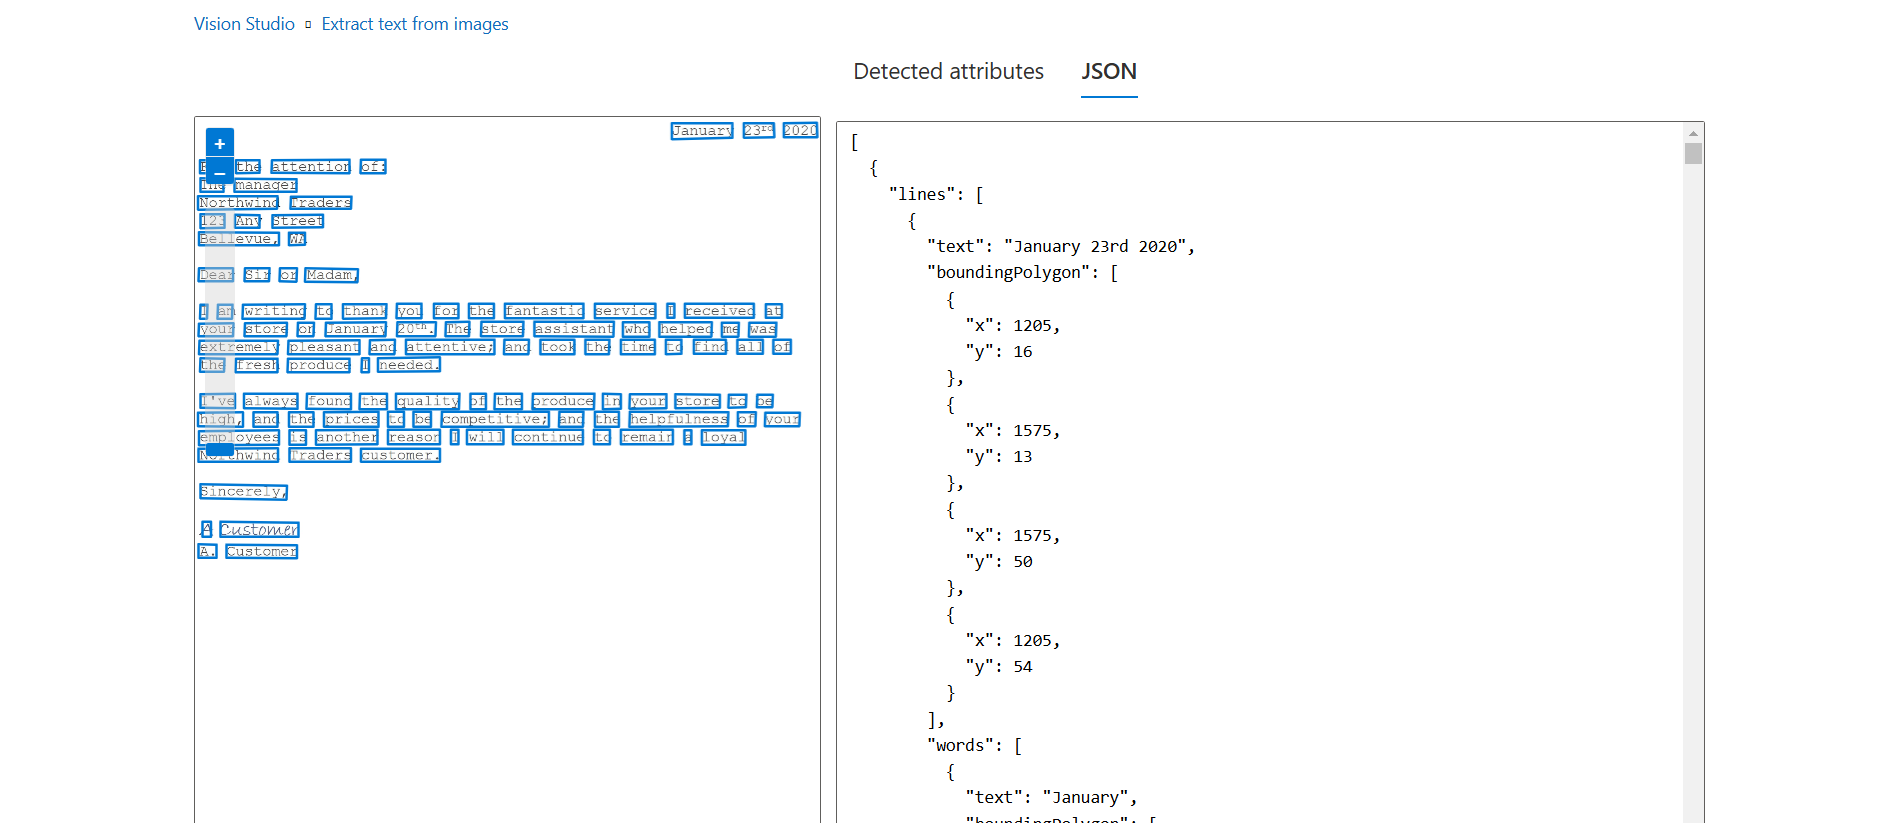 Vision Studio Extract text from images
Detected attributes JSON
January 23rd 2020
the attention of:
The manager
Northwind Traders
123 Any Street
Bellevue, WA
Dear Sir or Madam,
I am writing to thank you for the fantastic service I received at
your store on January 20th. The store assistant who helped me was
extremely pleasant and attentive; and took the time to find all of
the fresh produce I needed.
I've always found the quality of the produce in your store to be
high, and the prices to be competitive; and the helpfulness of your
employees is another reason I will continue to remain a loyal
Northwind Traders customer.
Sincerely,
A Customer
A. Customer
+
−
[
{
"lines": [
{
"text": "January 23rd 2020",
"boundingPolygon": [
{
"x": 1205,
"y": 16
},
{
"x": 1575,
"y": 13
},
{
"x": 1575,
"y": 50
},
{
"x": 1205,
"y": 54
}
],
"words": [
{
"text": "January",
"boundingPolygon": [